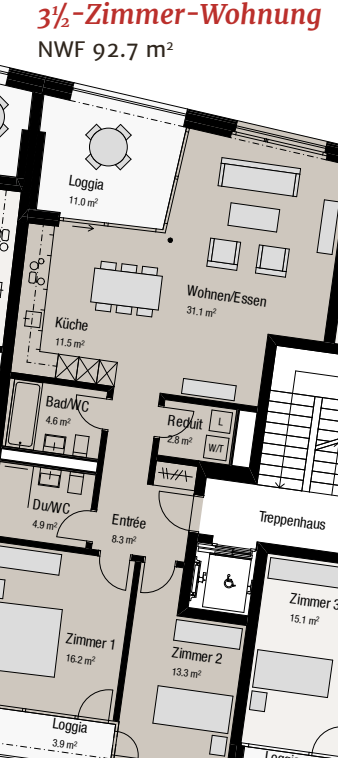 3½-Zimmer-Wohnung
NWF 92.7 m²
Loggia
11.0 m²
Wohnen/Essen
31.1 m²
Küche
11.5 m²
Bad/WC
4.6 m²
Reduit
2.8 m²
L
W/T
Du/WC
4.9 m²
Entrée
8.3 m²
Treppenhaus
Zimmer 1
16.2 m²
Zimmer 2
13.3 m²
Zimmer 3
15.1 m²
Loggia
3.9 m²
Loggia